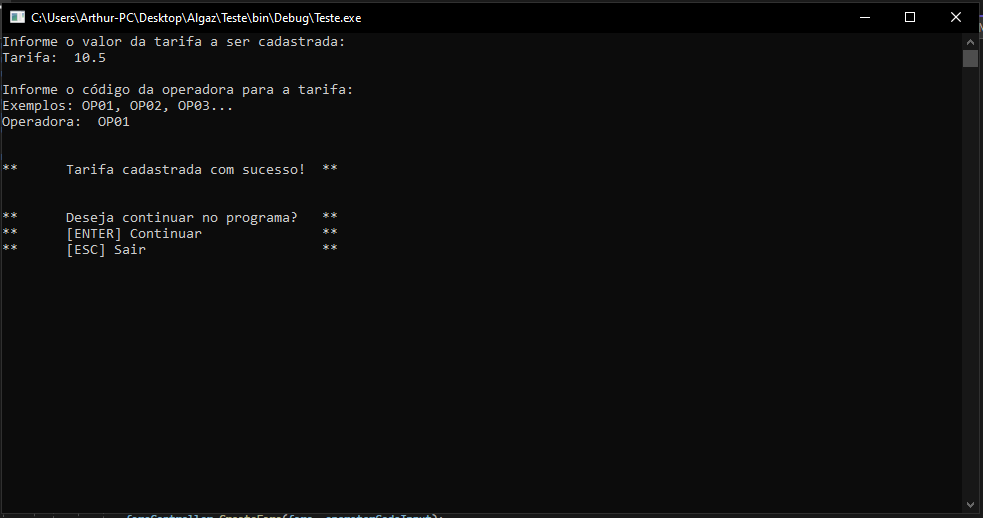 C:\Users\Arthur-PC\Desktop\Algaz\Teste\bin\Debug\Teste.exe
Informe o valor da tarifa a ser cadastrada:
Tarifa:  10.5
Informe o código da operadora para a tarifa:
Exemplos: OP01, OP02, OP03...
Operadora:  OP01
**      Tarifa cadastrada com sucesso!  **
**      Deseja continuar no programa?   **
**      [ENTER] Continuar               **
**      [ESC] Sair                      **